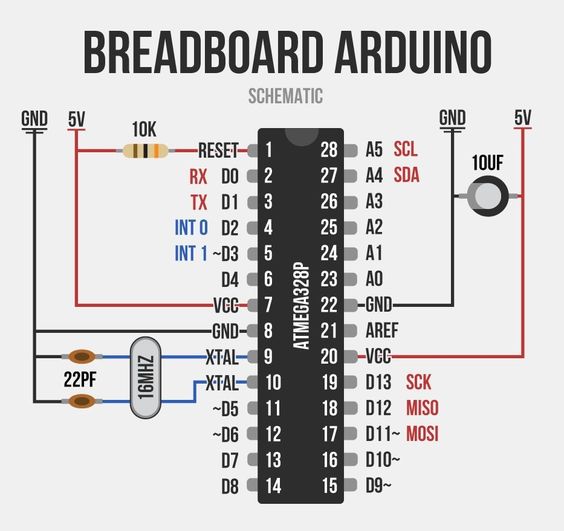 BREADBOARD ARDUINO
SCHEMATIC
GND 5V GND 5V
10K 10UF
RESET 1 28 A5 SCL
RX D0 2 27 A4 SDA
TX D1 3 26 A3
INT 0 D2 4 25 A2
INT 1 ~D3 5 24 A1
D4 6 23 A0
VCC 7 22 GND
GND 8 21 AREF
XTAL 9 20 VCC
XTAL 10 19 D13 SCK
~D5 11 18 D12 MISO
~D6 12 17 D11~ MOSI
D7 13 16 D10~
D8 14 15 D9~
ATMEGA328P
22PF
16MHZ